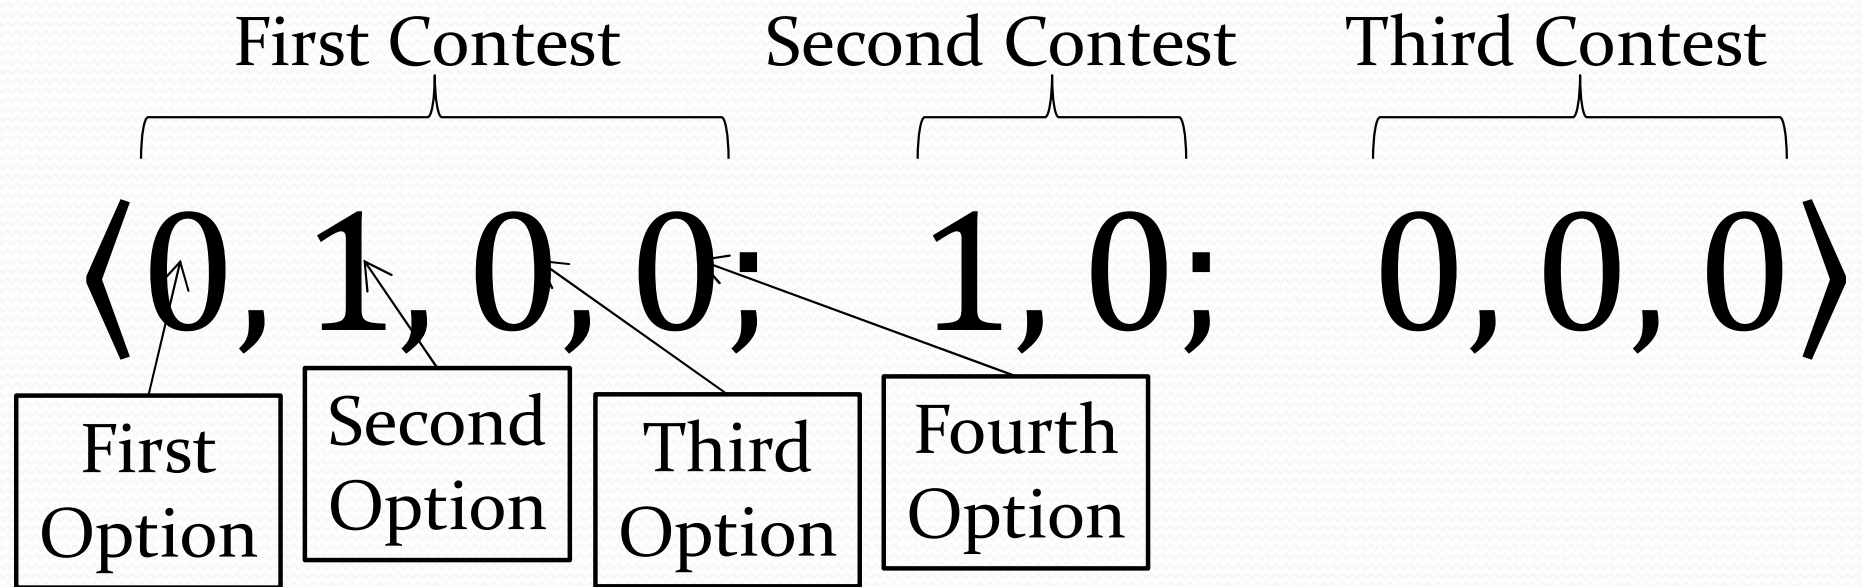 First Contest Second Contest Third Contest
⟨0, 1, 0, 0; 1, 0; 0, 0, 0⟩
First
Option
Second
Option
Third
Option
Fourth
Option